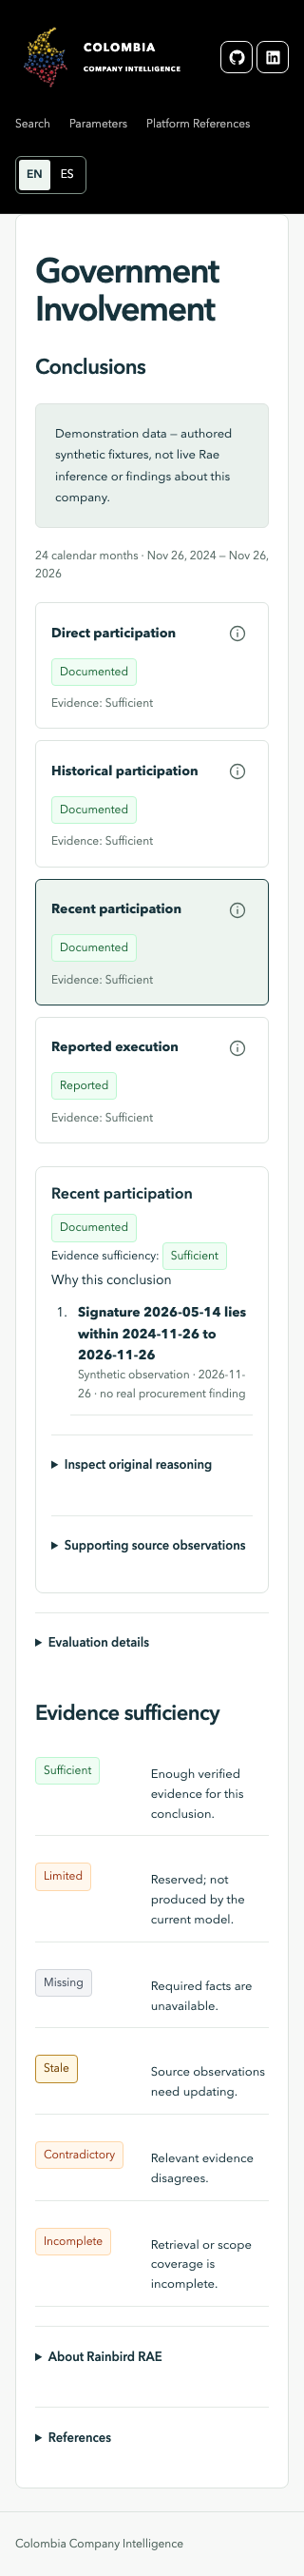 COLOMBIA
COMPANY INTELLIGENCE
Search Parameters Platform References
EN ES
Government
Involvement
Conclusions
Demonstration data — authored
synthetic fixtures, not live Rae
inference or findings about this
company.
24 calendar months · Nov 26, 2024 — Nov 26,
2026
Direct participation
Documented
Evidence: Sufficient
Historical participation
Documented
Evidence: Sufficient
Recent participation
Documented
Evidence: Sufficient
Reported execution
Reported
Evidence: Sufficient
Recent participation
Documented
Evidence sufficiency: Sufficient
Why this conclusion
1. Signature 2026-05-14 lies
within 2024-11-26 to
2026-11-26
Synthetic observation · 2026-11-
26 · no real procurement finding
Inspect original reasoning
Supporting source observations
Evaluation details
Evidence sufficiency
Sufficient
Enough verified
evidence for this
conclusion.
Limited
Reserved; not
produced by the
current model.
Missing
Required facts are
unavailable.
Stale
Source observations
need updating.
Contradictory
Relevant evidence
disagrees.
Incomplete
Retrieval or scope
coverage is
incomplete.
About Rainbird RAE
References
Colombia Company Intelligence